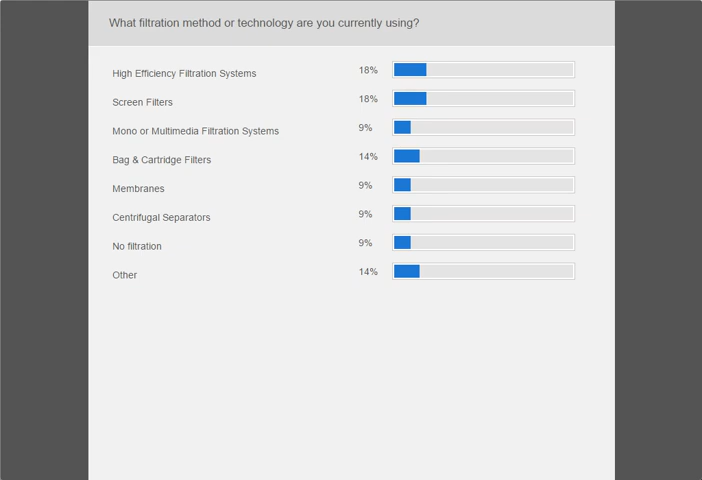 What filtration method or technology are you currently using?
High Efficiency Filtration Systems 18%
Screen Filters 18%
Mono or Multimedia Filtration Systems 9%
Bag & Cartridge Filters 14%
Membranes 9%
Centrifugal Separators 9%
No filtration 9%
Other 14%